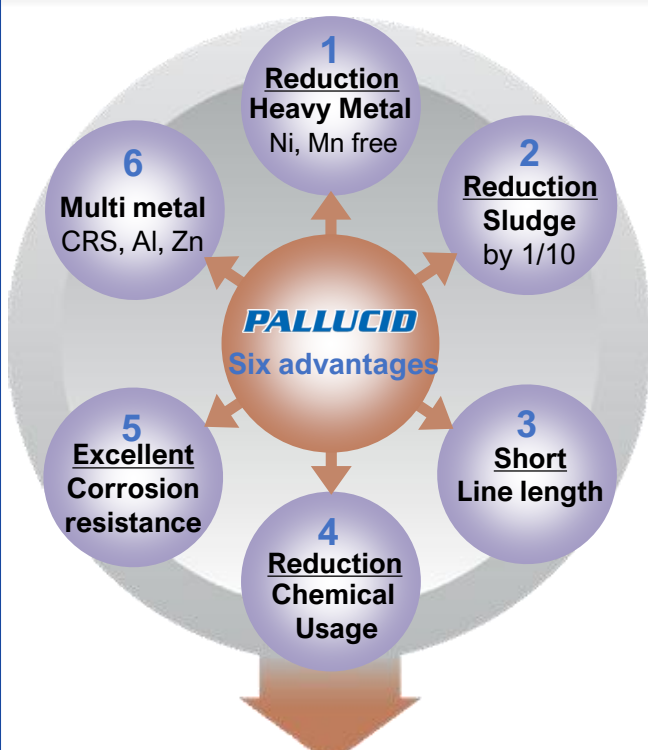 1
Reduction
Heavy Metal
Ni, Mn free
2
Reduction
Sludge
by 1/10
3
Short
Line length
4
Reduction
Chemical
Usage
5
Excellent
Corrosion
resistance
6
Multi metal
CRS, Al, Zn
PALLUCID
Six advantages